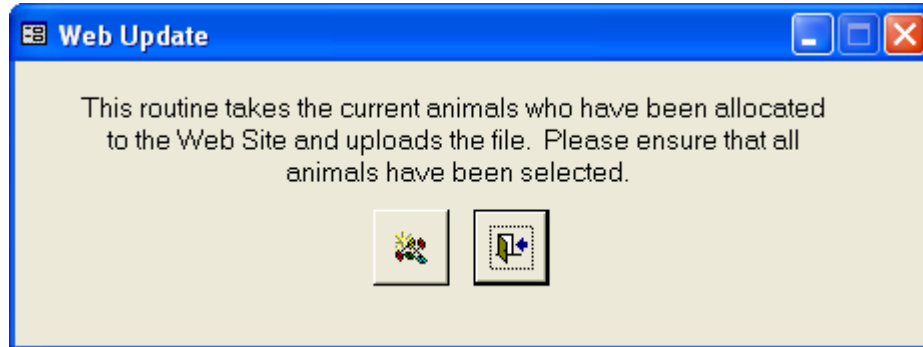 Web Update
This routine takes the current animals who have been allocated
to the Web Site and uploads the file.  Please ensure that all
animals have been selected.